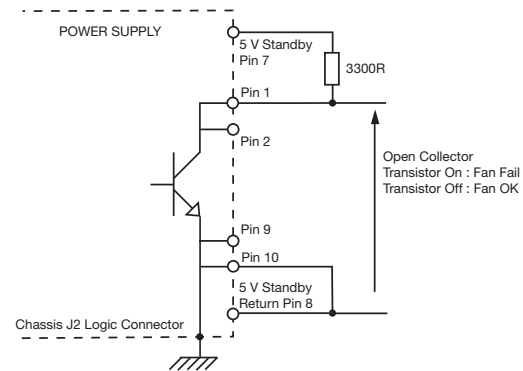 POWER SUPPLY
5 V Standby
Pin 7
3300R
Pin 1
Pin 2
Open Collector
Transistor On : Fan Fail
Transistor Off : Fan OK
Pin 9
Pin 10
5 V Standby
Return Pin 8
Chassis J2 Logic Connector